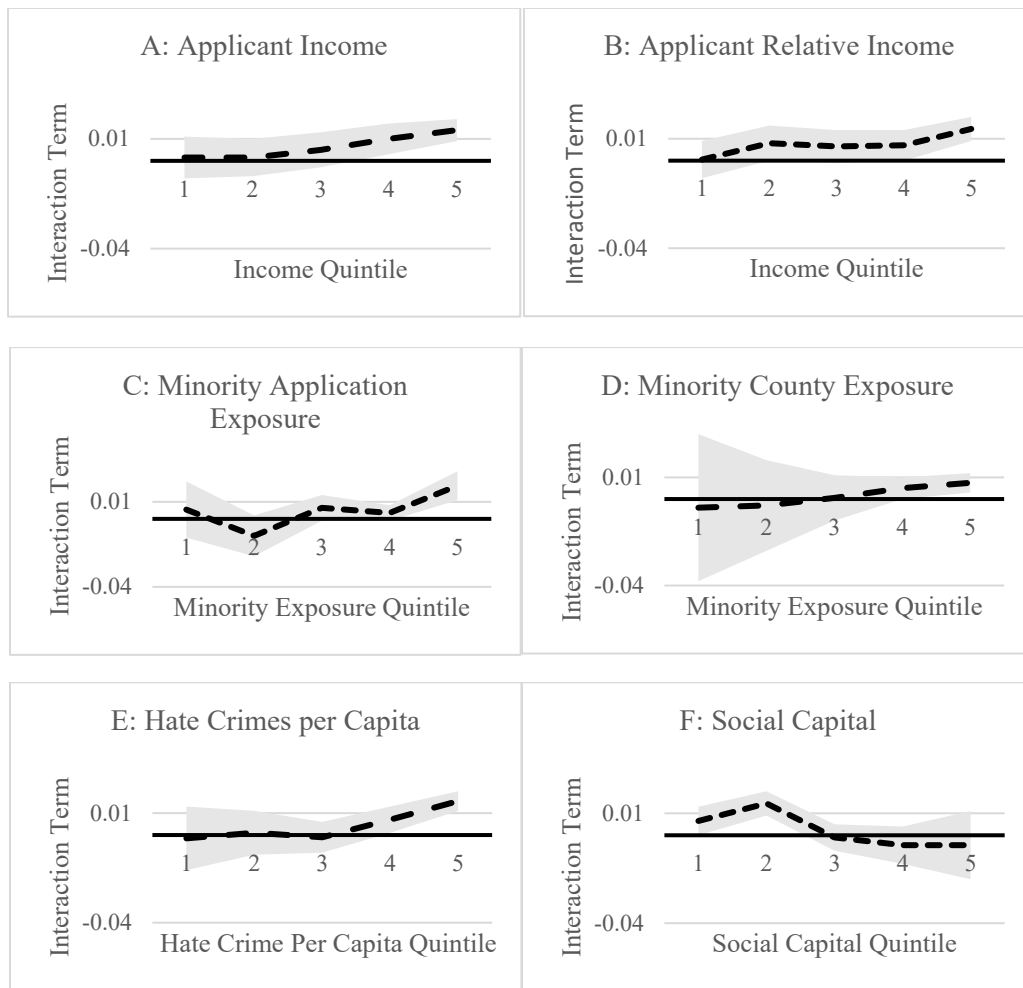 A: Applicant Income
Interaction Term
0.01
1 2 3 4 5
-0.04
Income Quintile
B: Applicant Relative Income
Interaction Term
0.01
1 2 3 4 5
-0.04
Income Quintile
C: Minority Application
Exposure
Interaction Term
0.01
1 2 3 4 5
-0.04
Minority Exposure Quintile
D: Minority County Exposure
Interaction Term
0.01
1 2 3 4 5
-0.04
Minority Exposure Quintile
E: Hate Crimes per Capita
Interaction Term
0.01
1 2 3 4 5
-0.04
Hate Crime Per Capita Quintile
F: Social Capital
Interaction Term
0.01
1 2 3 4 5
-0.04
Social Capital Quintile